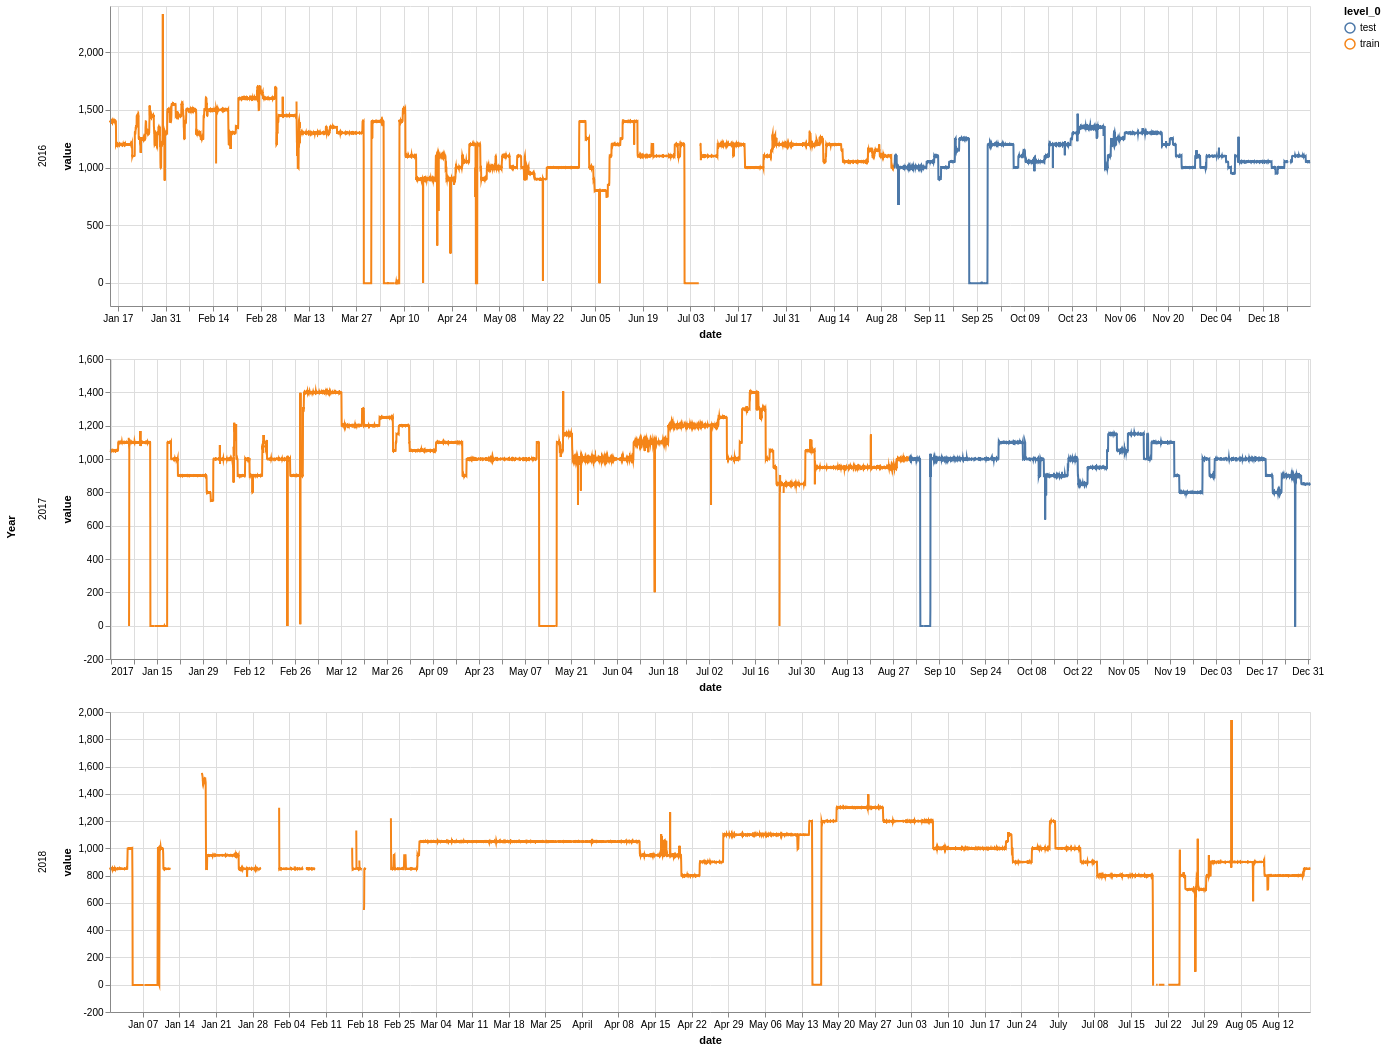 level_0
test
train
2,000
1,500
1,000
500
0
2016
value
Jan 17 Jan 31 Feb 14 Feb 28 Mar 13 Mar 27 Apr 10 Apr 24 May 08 May 22 Jun 05 Jun 19 Jul 03 Jul 17 Jul 31 Aug 14 Aug 28 Sep 11 Sep 25 Oct 09 Oct 23 Nov 06 Nov 20 Dec 04 Dec 18
date
1,600
1,400
1,200
1,000
800
600
400
200
0
-200
Year
2017
value
2017 Jan 15 Jan 29 Feb 12 Feb 26 Mar 12 Mar 26 Apr 09 Apr 23 May 07 May 21 Jun 04 Jun 18 Jul 02 Jul 16 Jul 30 Aug 13 Aug 27 Sep 10 Sep 24 Oct 08 Oct 22 Nov 05 Nov 19 Dec 03 Dec 17 Dec 31
date
2,000
1,800
1,600
1,400
1,200
1,000
800
600
400
200
0
-200
2018
value
Jan 07 Jan 14 Jan 21 Jan 28 Feb 04 Feb 11 Feb 18 Feb 25 Mar 04 Mar 11 Mar 18 Mar 25 April Apr 08 Apr 15 Apr 22 Apr 29 May 06 May 13 May 20 May 27 Jun 03 Jun 10 Jun 17 Jun 24 July Jul 08 Jul 15 Jul 22 Jul 29 Aug 05 Aug 12
date